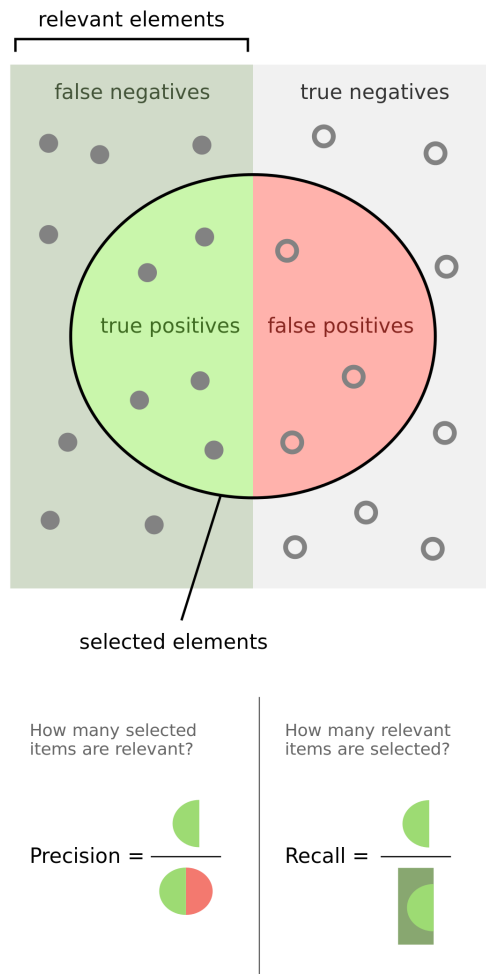 relevant elements
false negatives
true negatives
true positives
false positives
selected elements
How many selected
items are relevant?
How many relevant
items are selected?
Precision =
Recall =